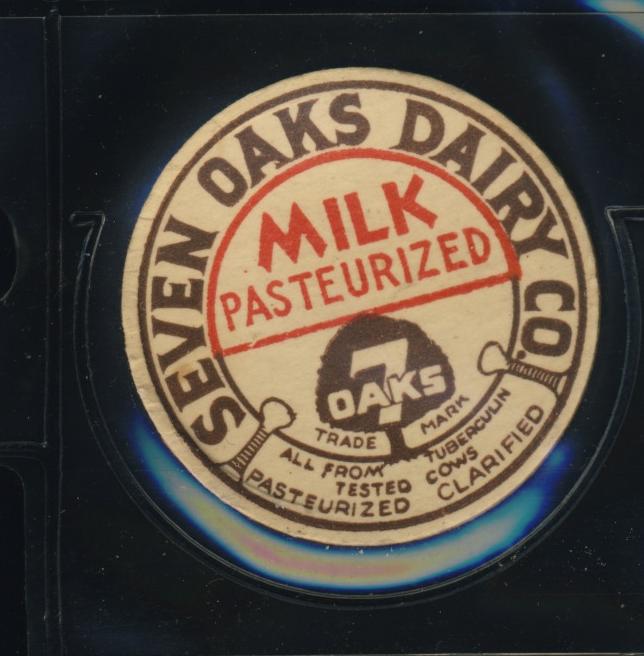 SEVEN OAKS DAIRY CO.
MILK
PASTEURIZED
7
OAKS
TRADE MARK
ALL FROM TUBERCULIN
TESTED COWS
PASTEURIZED CLARIFIED